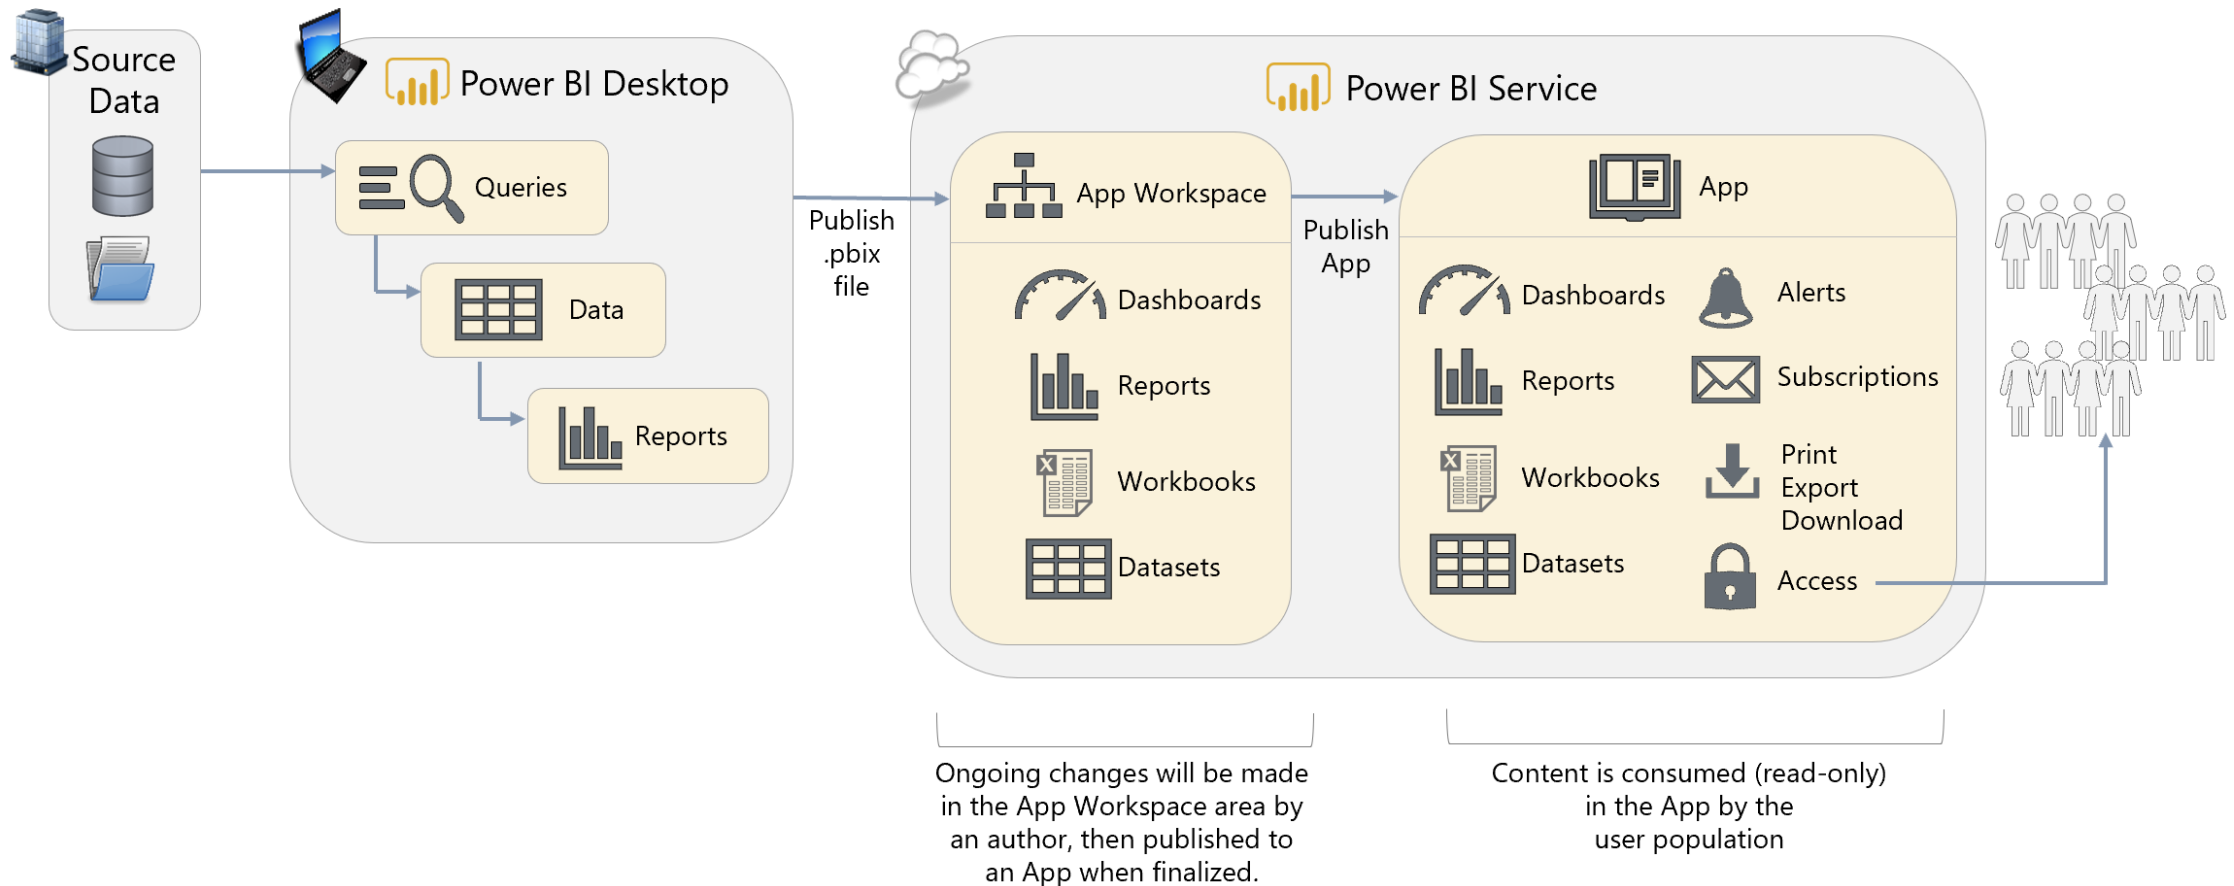 Source
Data
Power BI Desktop
Queries
Data
Reports
Publish
.pbix
file
Power BI Service
App Workspace
Dashboards
Reports
Workbooks
Datasets
Publish
App
App
Dashboards
Reports
Workbooks
Datasets
Alerts
Subscriptions
Print
Export
Download
Access
Ongoing changes will be made
in the App Workspace area by
an author, then published to
an App when finalized.
Content is consumed (read-only)
in the App by the
user population